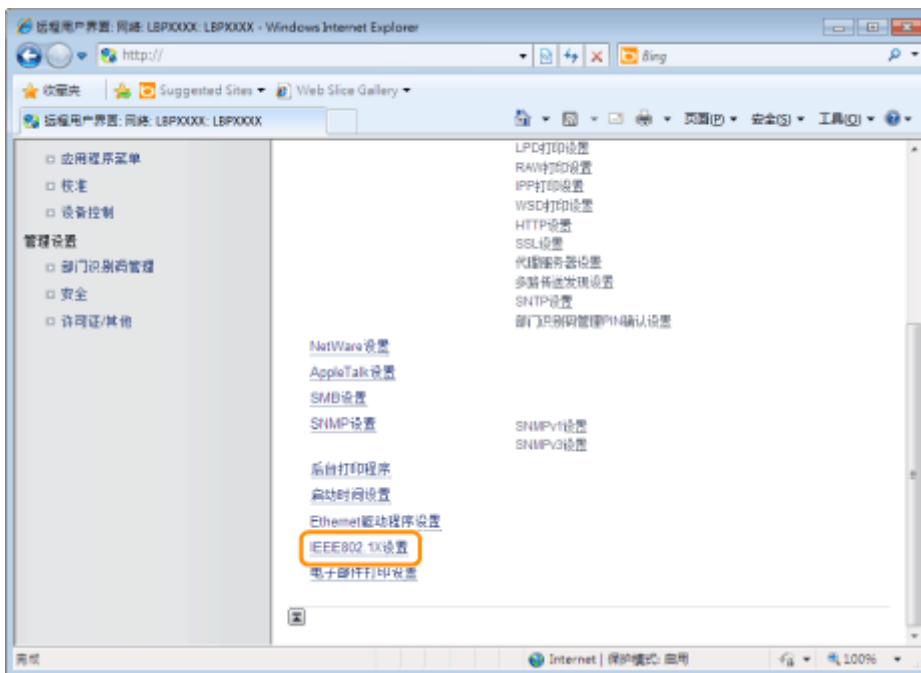 远程用户界面: 网络: LBPXXXX: LBPXXXX - Windows Internet Explorer
http://
Bing
收藏夹 Suggested Sites Web Slice Gallery
远程用户界面: 网络: LBPXXXX: LBPXXXX
页面(P) 安全(S) 工具(O)
应用程序菜单
校准
设备控制
管理设置
部门识别码管理
安全
许可证/其他
LPD打印设置
RAW打印设置
IPP打印设置
WSD打印设置
HTTP设置
SSL设置
代理服务器设置
多路传送发现设置
SNTP设置
部门识别码管理PIN确认设置
NetWare设置
AppleTalk设置
SMB设置
SNMP设置
SNMPv1设置
SNMPv3设置
后台打印程序
启动时间设置
Ethernet驱动程序设置
IEEE802.1X设置
电子邮件打印设置
完成
Internet | 保护模式: 启用
100%